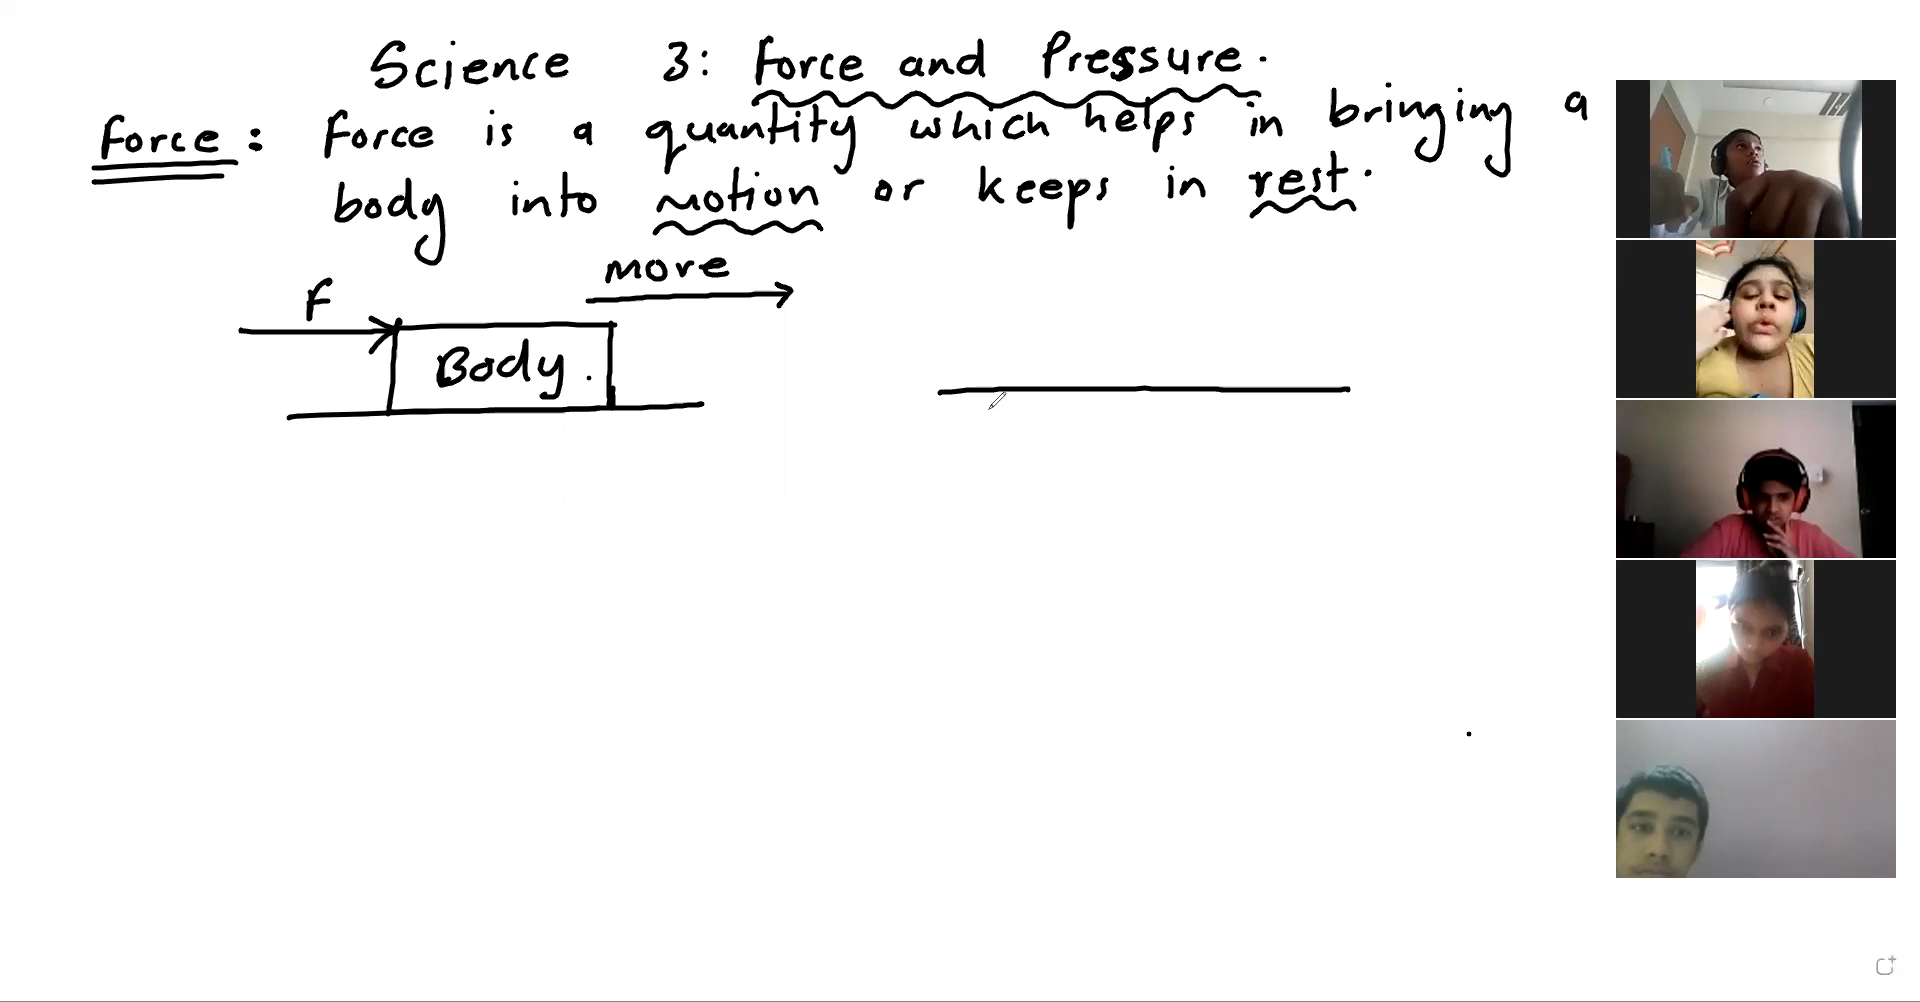 Science 3: Force and Pressure.
Force: Force is a quantity which helps in bringing a
body into motion or keeps in rest.
F
more
Body.